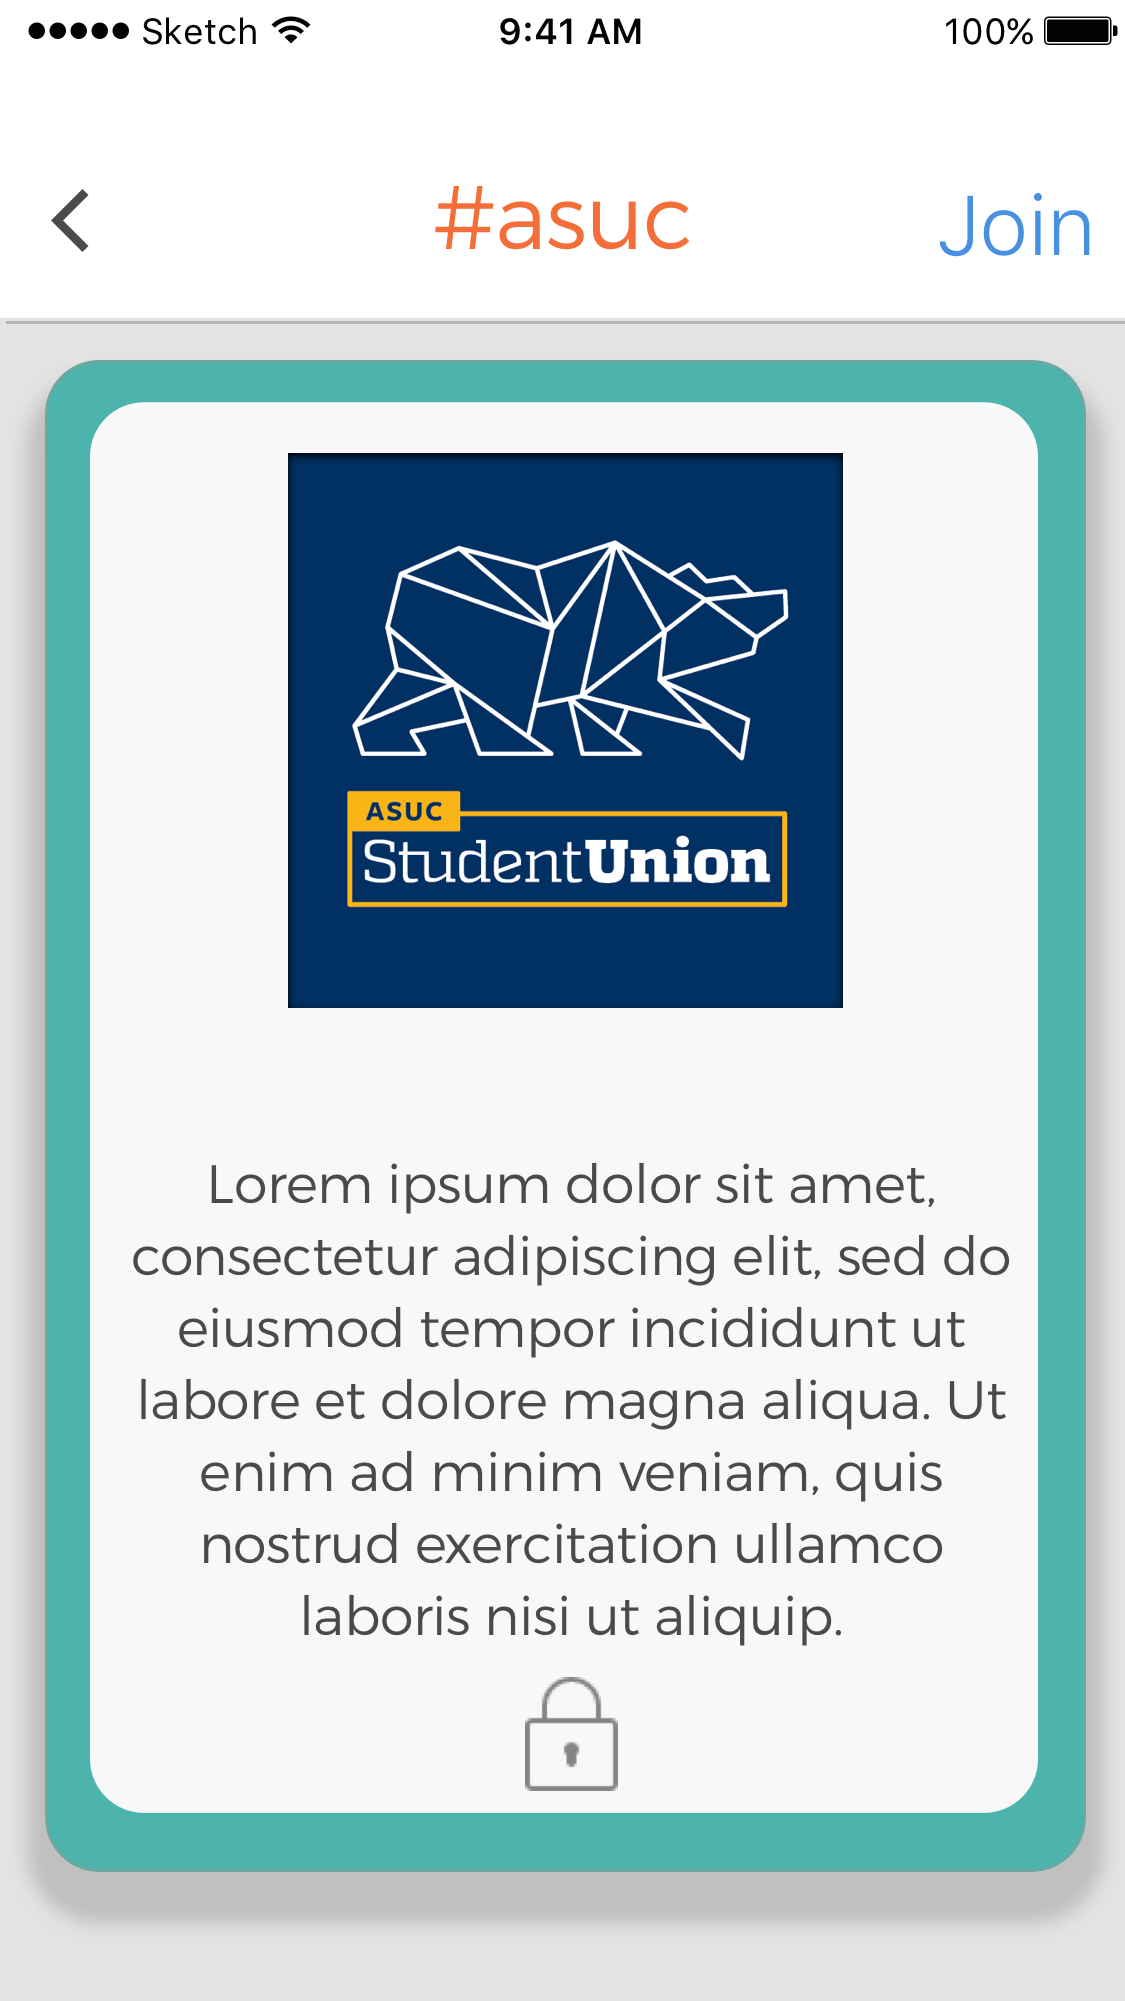 Sketch 9:41 AM 100%
#asuc Join
ASUC
StudentUnion
Lorem ipsum dolor sit amet,
consectetur adipiscing elit, sed do
eiusmod tempor incididunt ut
labore et dolore magna aliqua. Ut
enim ad minim veniam, quis
nostrud exercitation ullamco
laboris nisi ut aliquip.